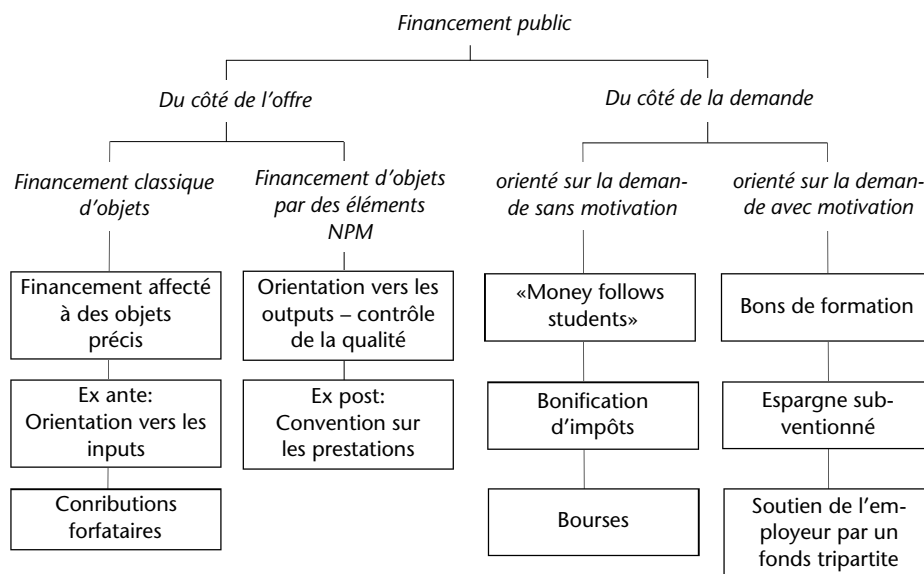 Financement public
Du côté de l’offre
Du côté de la demande
Financement classique
d’objets
Financement d’objets
par des éléments
NPM
orienté sur la deman-
de sans motivation
orienté sur la deman-
de avec motivation
Financement affecté
à des objets
précis
Orientation vers les
outputs – contrôle
de la qualité
«Money follows
students»
Bons de formation
Ex ante:
Orientation vers les
inputs
Ex post:
Convention sur
les prestations
Bonification
d’impôts
Espargne sub-
ventionné
Conributions
forfataires
Bourses
Soutien de l’em-
ployeur par un
fonds tripartite